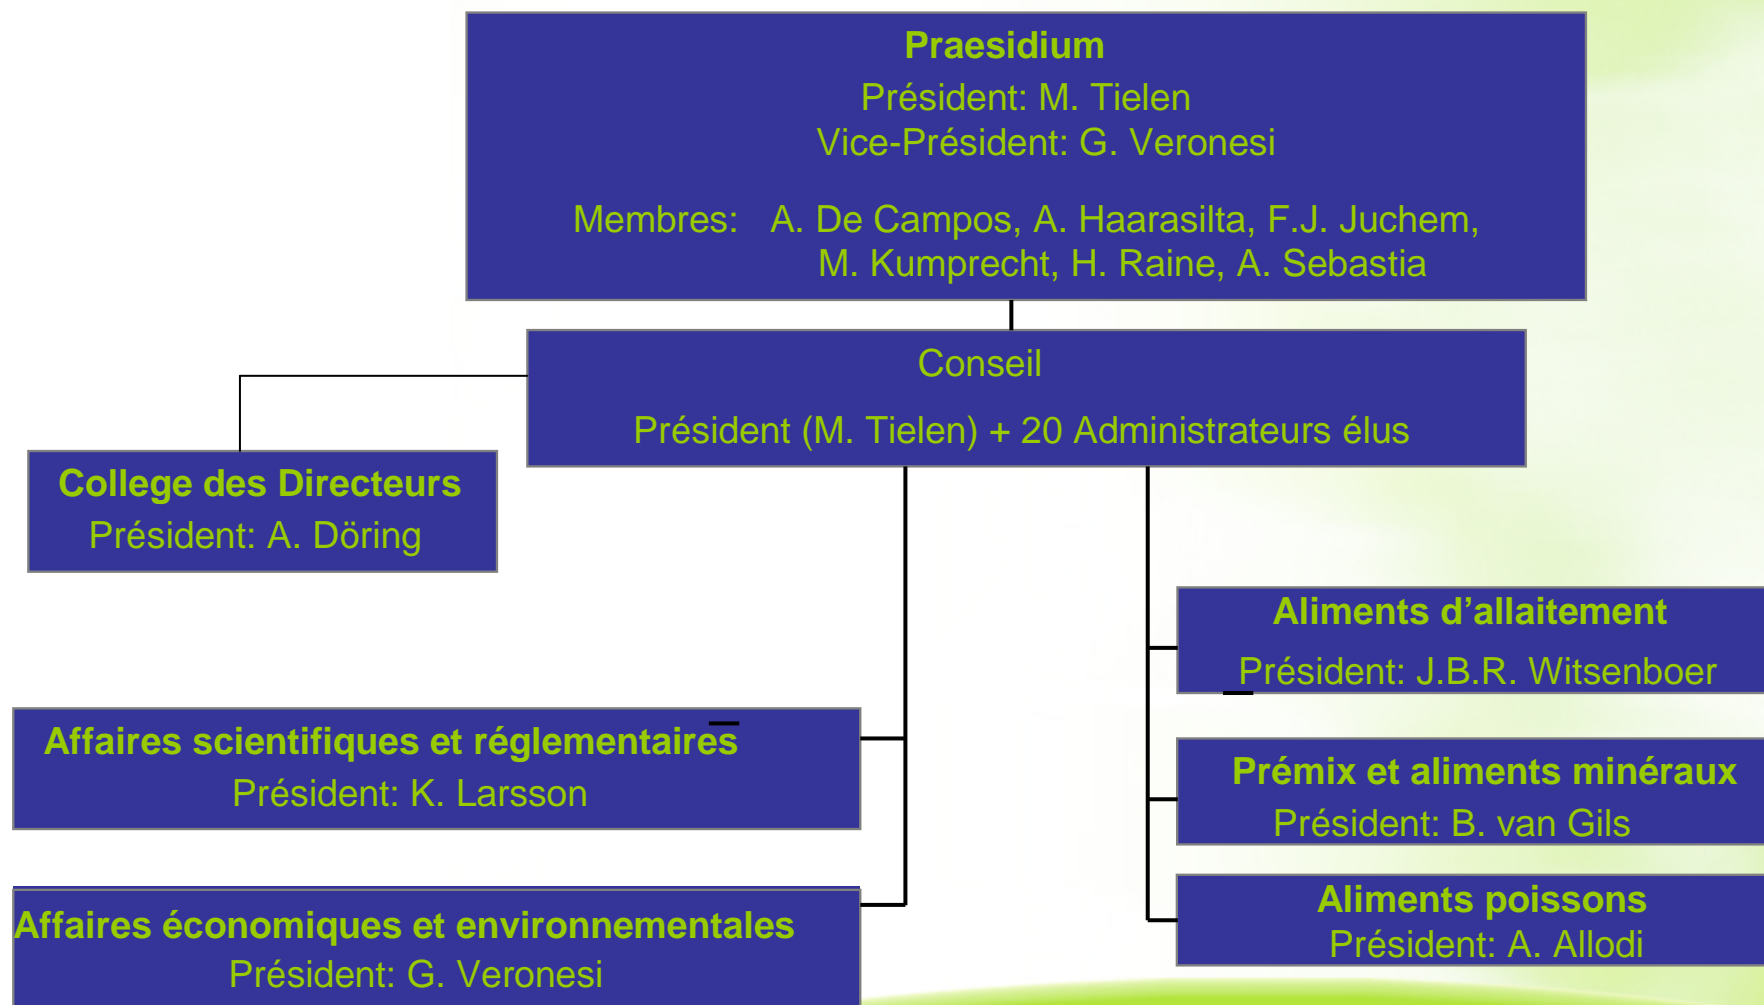 Praesidium
Président: M. Tielen
Vice-Président: G. Veronesi
Membres: A. De Campos, A. Haarasilta, F.J. Juchem,
M. Kumprecht, H. Raine, A. Sebastia
Conseil
Président (M. Tielen) + 20 Administrateurs élus
College des Directeurs
Président: A. Döring
Affaires scientifiques et réglementaires
Président: K. Larsson
Affaires économiques et environnementales
Président: G. Veronesi
Aliments d’allaitement
Président: J.B.R. Witsenboer
Prémix et aliments minéraux
Président: B. van Gils
Aliments poissons
Président: A. Allodi